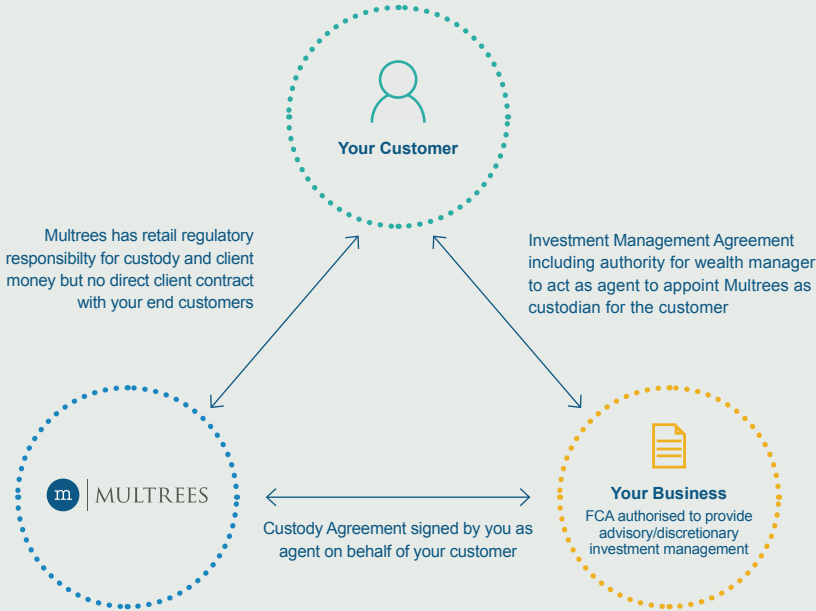 Your Customer
Multrees has retail regulatory
responsibilty for custody and client
money but no direct client contract
with your end customers
Investment Management Agreement
including authority for wealth manager
to act as agent to appoint Multrees as
custodian for the customer
m MULTREES
Custody Agreement signed by you as
agent on behalf of your customer
Your Business
FCA authorised to provide
advisory/discretionary
investment management